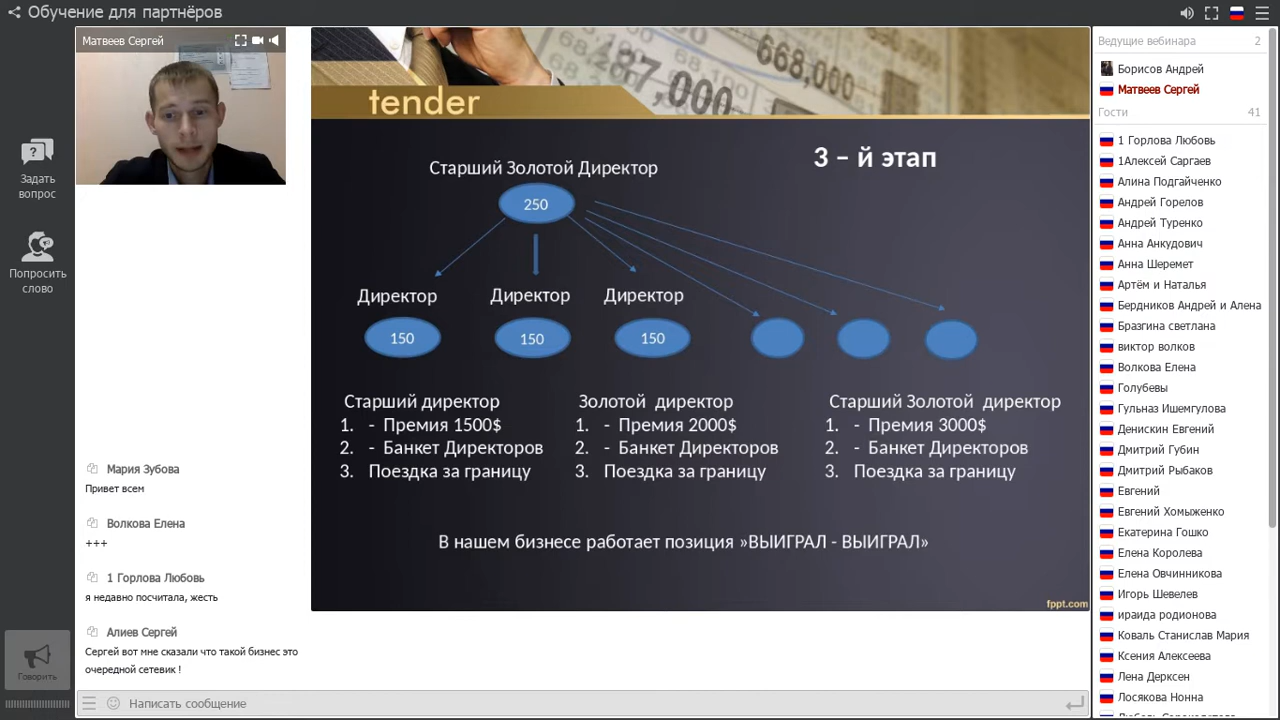 Обучение для партнёров
Матвеев Сергей
Задать
вопрос
Попросить
слово
Говорить
Мария Зубова
Привет всем
Волкова Елена
+++
1 Горлова Любовь
я недавно посчитала, жесть
Алиев Сергей
Сергей вот мне сказали что такой бизнес это
очередной сетевик !
Написать сообщение
87,000
668,0
tender
3 – й этап
Старший Золотой Директор
250
Директор Директор Директор
150 150 150
Старший директор
1. - Премия 1500$
2. - Банкет Директоров
3. Поездка за границу
Золотой директор
1. - Премия 2000$
2. - Банкет Директоров
3. Поездка за границу
Старший Золотой директор
1. - Премия 3000$
2. - Банкет Директоров
3. Поездка за границу
В нашем бизнесе работает позиция »ВЫИГРАЛ - ВЫИГРАЛ»
fppt.com
Ведущие вебинара 2
Борисов Андрей
Матвеев Сергей
Гости 41
1 Горлова Любовь
1Алексей Саргаев
Алина Подгайченко
Андрей Горелов
Андрей Туренко
Анна Анкудович
Анна Шеремет
Артём и Наталья
Бердников Андрей и Алена
Бразгина светлана
виктор волков
Волкова Елена
Голубевы
Гульназ Ишемгулова
Денискин Евгений
Дмитрий Губин
Дмитрий Рыбаков
Евгений
Евгений Хомыженко
Екатерина Гошко
Елена Королева
Елена Овчинникова
Игорь Шевелев
ираида родионова
Коваль Станислав Мария
Ксения Алексеева
Лена Дерксен
Лосякова Нонна